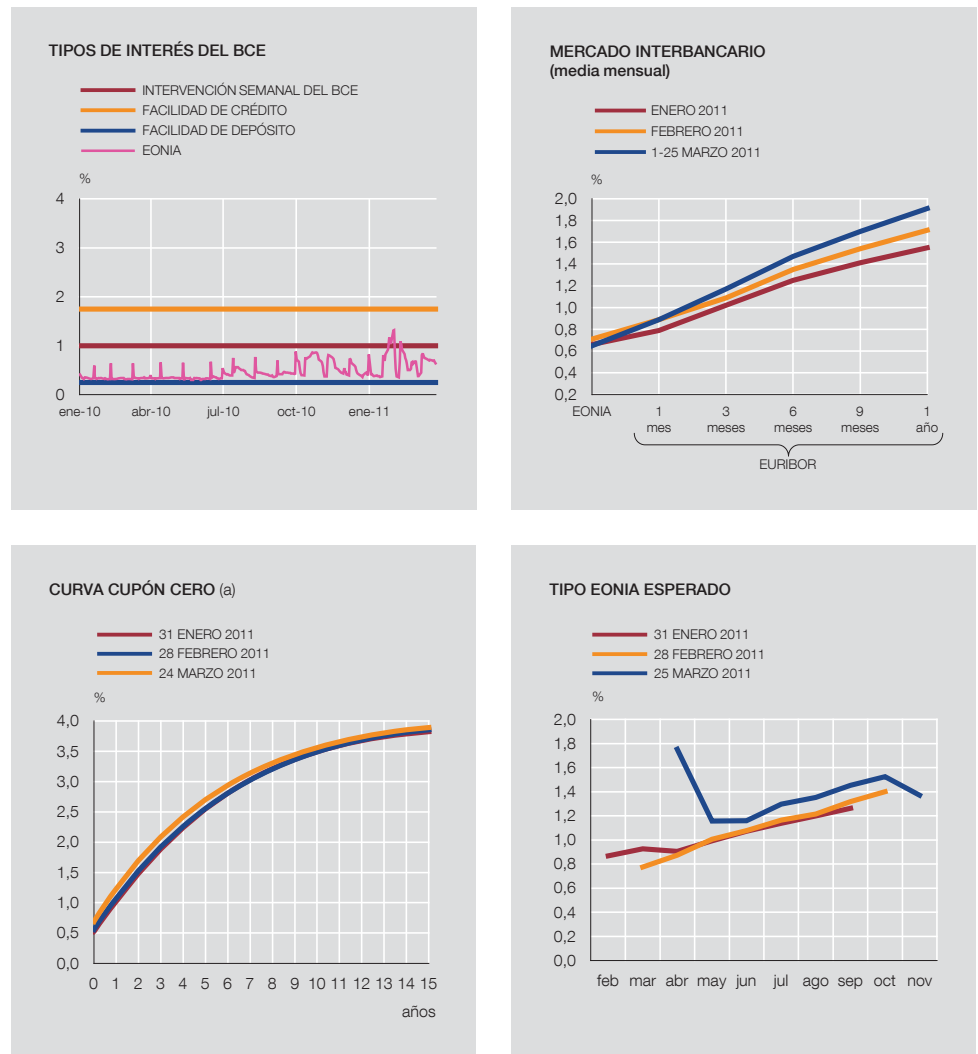 TIPOS DE INTERÉS DEL BCE
INTERVENCIÓN SEMANAL DEL BCE
FACILIDAD DE CRÉDITO
FACILIDAD DE DEPÓSITO
EONIA
%
4
3
2
1
0
ene-10 abr-10 jul-10 oct-10 ene-11
MERCADO INTERBANCARIO
(media mensual)
ENERO 2011
FEBRERO 2011
1-25 MARZO 2011
%
2,0
1,8
1,6
1,4
1,2
1,0
0,8
0,6
0,4
0,2
EONIA 1 3 6 9 1
mes meses meses meses año
EURIBOR
CURVA CUPÓN CERO (a)
31 ENERO 2011
28 FEBRERO 2011
24 MARZO 2011
%
4,0
3,5
3,0
2,5
2,0
1,5
1,0
0,5
0,0
0 1 2 3 4 5 6 7 8 9 10 11 12 13 14 15
años
TIPO EONIA ESPERADO
31 ENERO 2011
28 FEBRERO 2011
25 MARZO 2011
%
2,0
1,8
1,6
1,4
1,2
1,0
0,8
0,6
0,4
0,2
0,0
feb mar abr may jun jul ago sep oct nov